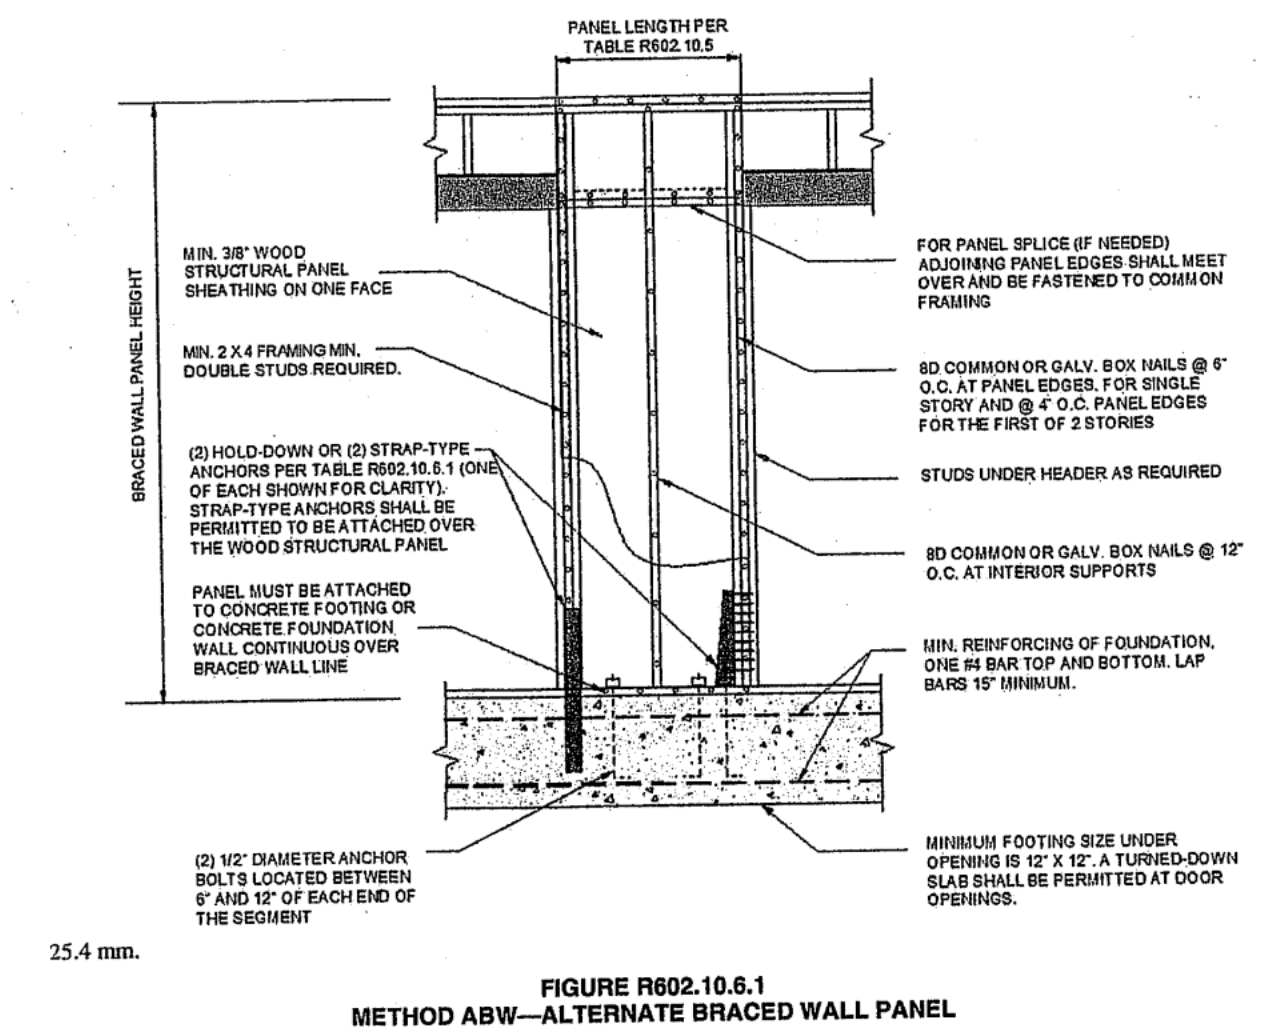 PANEL LENGTH PER
TABLE R602.10.5
BRACED WALL PANEL HEIGHT
MIN. 3/8" WOOD
STRUCTURAL PANEL
SHEATHING ON ONE FACE
MIN. 2 X 4 FRAMING MIN.
DOUBLE STUDS REQUIRED.
(2) HOLD-DOWN OR (2) STRAP-TYPE
ANCHORS PER TABLE R602.10.6.1 (ONE
OF EACH SHOWN FOR CLARITY).
STRAP-TYPE ANCHORS SHALL BE
PERMITTED TO BE ATTACHED OVER
THE WOOD STRUCTURAL PANEL
PANEL MUST BE ATTACHED
TO CONCRETE FOOTING OR
CONCRETE FOUNDATION
WALL CONTINUOUS OVER
BRACED WALL LINE
(2) 1/2" DIAMETER ANCHOR
BOLTS LOCATED BETWEEN
6" AND 12" OF EACH END OF
THE SEGMENT
FOR PANEL SPLICE (IF NEEDED)
ADJOINING PANEL EDGES SHALL MEET
OVER AND BE FASTENED TO COMMON
FRAMING
8D COMMON OR GALV. BOX NAILS @ 6"
O.C. AT PANEL EDGES. FOR SINGLE
STORY AND @ 4" O.C. PANEL EDGES
FOR THE FIRST OF 2 STORIES
STUDS UNDER HEADER AS REQUIRED
8D COMMON OR GALV. BOX NAILS @ 12"
O.C. AT INTERIOR SUPPORTS
MIN. REINFORCING OF FOUNDATION,
ONE #4 BAR TOP AND BOTTOM. LAP
BARS 15" MINIMUM.
MINIMUM FOOTING SIZE UNDER
OPENING IS 12" X 12". A TURNED-DOWN
SLAB SHALL BE PERMITTED AT DOOR
OPENINGS.
25.4 mm.
FIGURE R602.10.6.1
METHOD ABW—ALTERNATE BRACED WALL PANEL